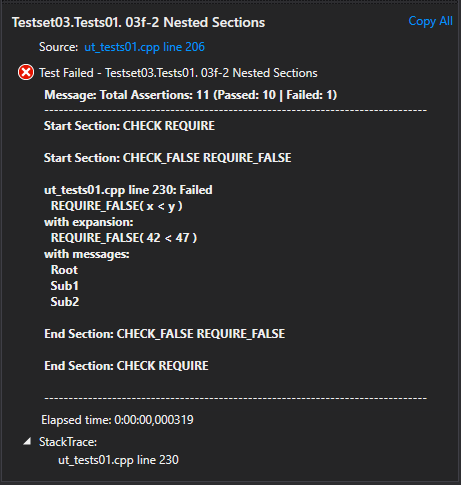 Testset03.Tests01. 03f-2 Nested Sections
Copy All
Source: ut_tests01.cpp line 206
Test Failed - Testset03.Tests01. 03f-2 Nested Sections
Message: Total Assertions: 11 (Passed: 10 | Failed: 1)
-------------------------------------------------------------------------------
Start Section: CHECK REQUIRE
Start Section: CHECK_FALSE REQUIRE_FALSE
ut_tests01.cpp line 230: Failed
REQUIRE_FALSE( x < y )
with expansion:
REQUIRE_FALSE( 42 < 47 )
with messages:
Root
Sub1
Sub2
End Section: CHECK_FALSE REQUIRE_FALSE
End Section: CHECK REQUIRE
-------------------------------------------------------------------------------
Elapsed time: 0:00:00,000319
StackTrace:
ut_tests01.cpp line 230